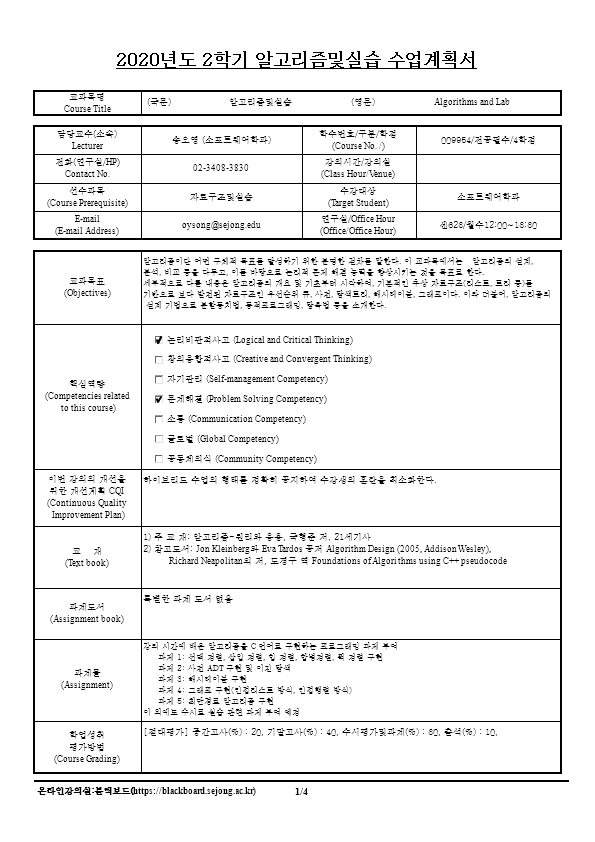 2020년도 2학기 알고리즘및실습 수업계획서
교과목명
Course Title
(국문) 알고리즘및실습 (영문) Algorithms and Lab
담당교수(소속)
Lecturer
송오영 (소프트웨어학과)
학수번호/구분/학점
(Course No. /)
009954/전공필수/4학점
전화(연구실/HP)
Contact No.
02-3408-3830
강의시간/강의실
(Class Hour/Venue)
선수과목
(Course Prerequisite)
자료구조및실습
수강대상
(Target Student)
소프트웨어학과
E-mail
(E-mail Address)
oysong@sejong.edu
연구실/Office Hour
(Office/Office Hour)
센628/월수12:00~16:30
교과목표
(Objectives)
알고리즘이란 어떤 구체적 목표를 달성하기 위한 분명한 절차를 말한다. 이 교과목에서는 알고리즘의 설계,
분석, 비교 등을 다루고, 이를 바탕으로 논리적 문제 해결 능력을 향상시키는 것을 목표로 한다.
세부적으로 다룰 내용은 알고리즘의 개요 및 기초부터 시작하여, 기본적인 추상 자료구조(리스트, 트리 등)를
기반으로 보다 발전된 자료구조인 우선순위 큐, 사전, 탐색트리, 해시테이블, 그래프이다. 이와 더불어, 알고리즘의
설계 기법으로 분할통치법, 동적프로그래밍, 탐욕법 등을 소개한다.
핵심역량
(Competencies related
to this course)
논리비판적사고 (Logical and Critical Thinking)
창의융합적사고 (Creative and Convergent Thinking)
자기관리 (Self-management Competency)
문제해결 (Problem Solving Competency)
소통 (Communication Competency)
글로벌 (Global Competency)
공동체의식 (Community Competency)
이번 강의의 개선을
위한 개선계획 CQI
(Continuous Quality
Improvement Plan)
하이브리드 수업의 형태를 정확히 공지하여 수강생의 혼란을 최소화한다.
교 재
(Text book)
1) 주 교 재: 알고리즘-원리와 응용, 국형준 저, 21세기사
2) 참고도서: Jon Kleinberg와 Eva Tardos 공저 Algorithm Design (2005, Addison Wesley),
Richard Neapolitan의 저, 도경구 역 Foundations of Algorithms using C++ pseudocode
과제도서
(Assignment book)
특별한 과제 도서 없음
과제물
(Assignment)
강의 시간에 배운 알고리즘을 C 언어로 구현하는 프로그래밍 과제 부여
과제 1: 선택 정렬, 삽입 정렬, 힙 정렬, 합병정렬, 퀵 정렬 구현
과제 2: 사전 ADT 구현 및 이진 탐색
과제 3: 해시테이블 구현
과제 4: 그래프 구현(인접리스트 방식, 인접행렬 방식)
과제 5: 최단경로 알고리즘 구현
이 외에도 수시로 실습 관련 과제 부여 예정
학업성취
평가방법
(Course Grading)
[절대평가] 중간고사(%) : 20, 기말고사(%) : 40, 수시평가및과제(%) : 30, 출석(%) : 10,
온라인강의실:블랙보드(https://blackboard.sejong.ac.kr) 1/4